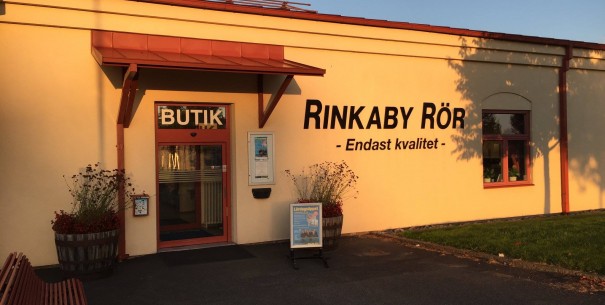 BUTIK
RINKABY RÖR
- Endast kvalitet -